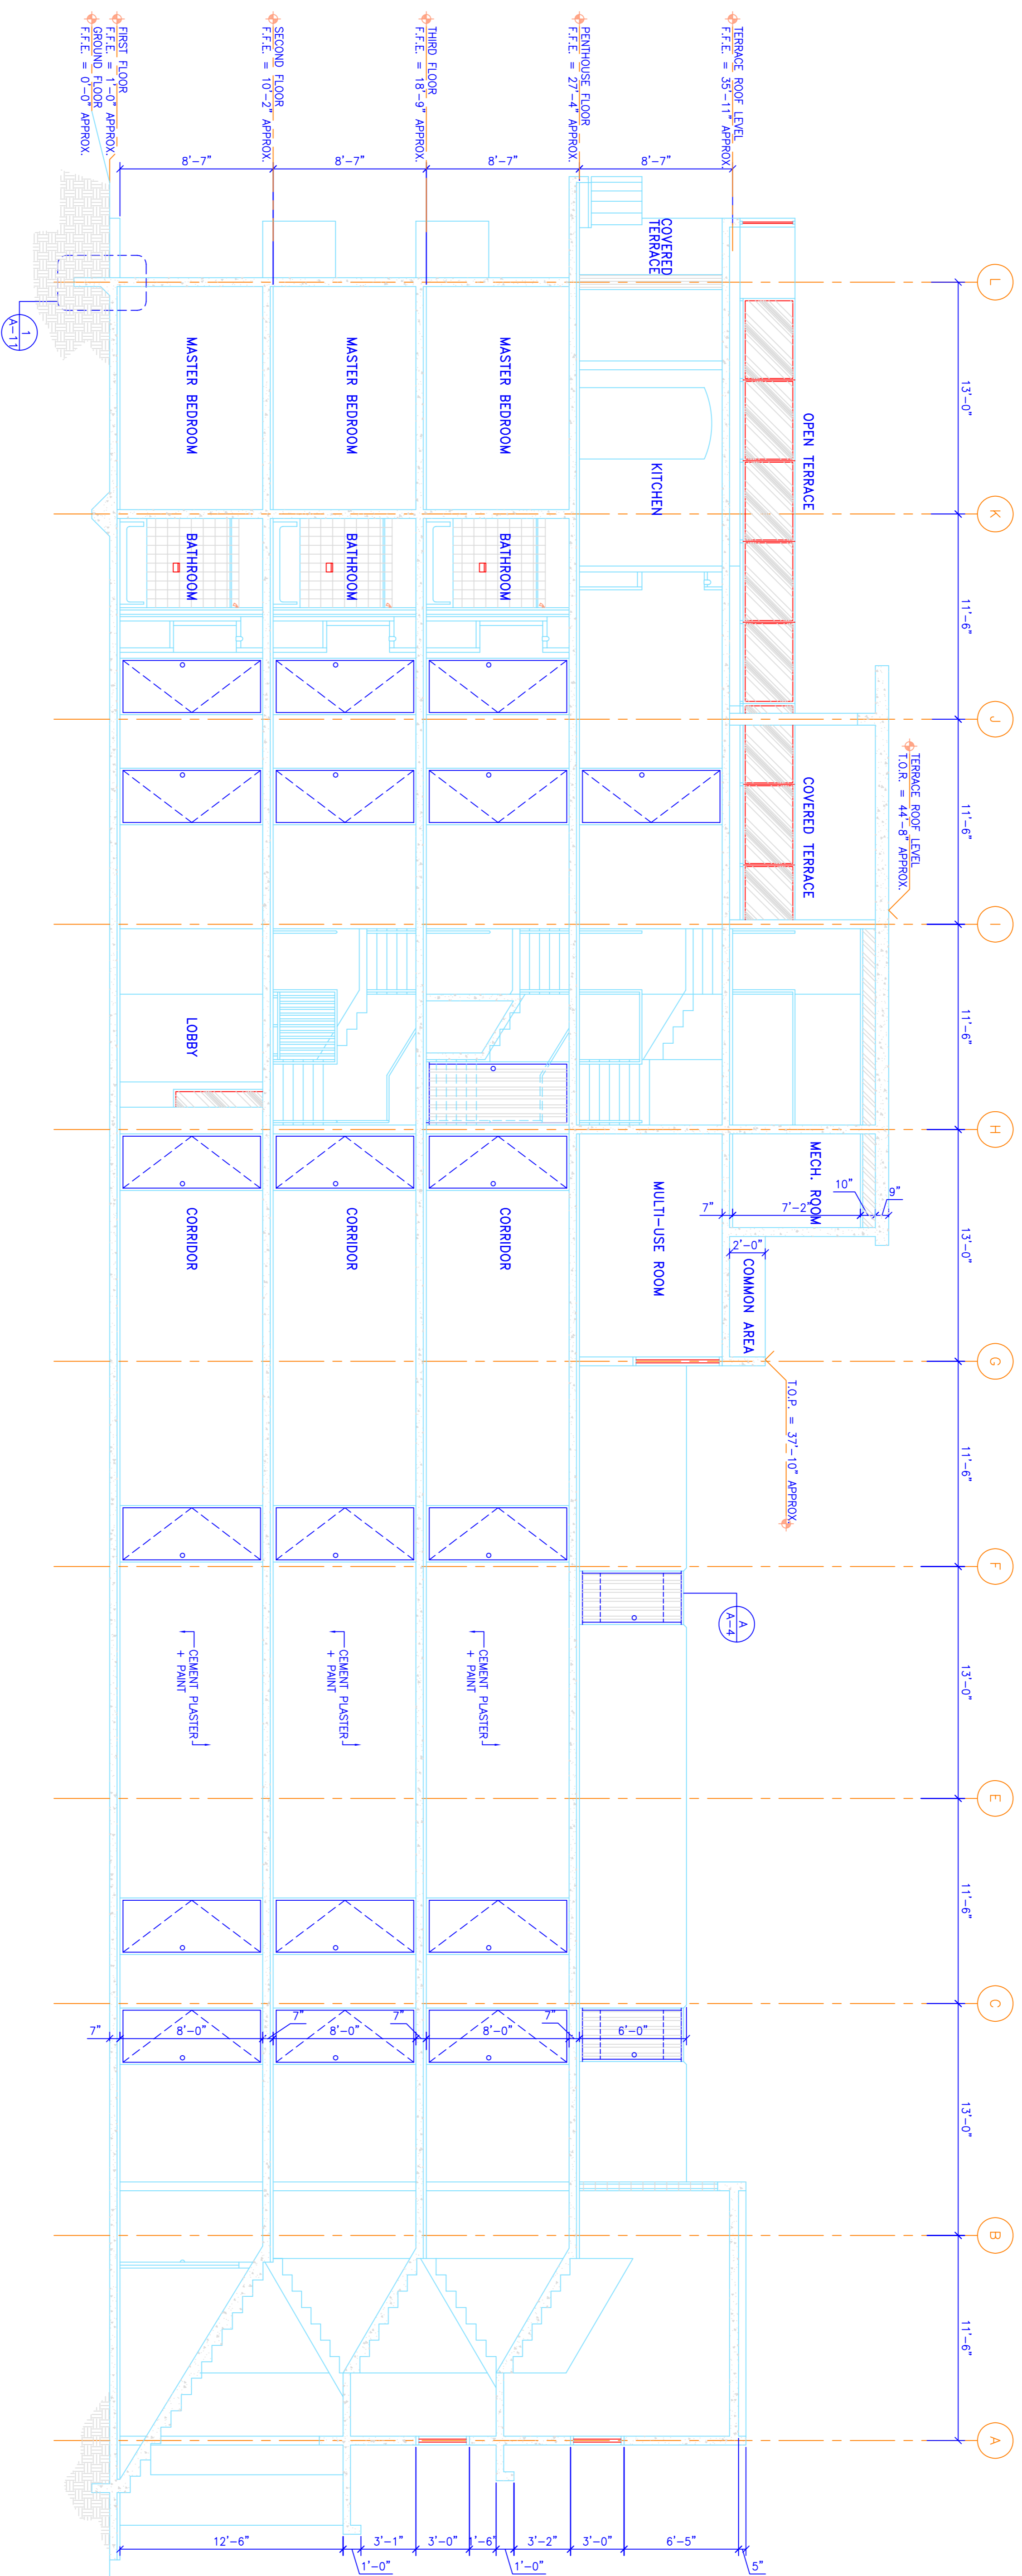 L
K
J
I
H
G
F
E
C
B
A
13'-0"
11'-6"
11'-6"
11'-6"
13'-0"
11'-6"
13'-0"
11'-6"
13'-0"
11'-6"
TERRACE ROOF LEVEL
T.O.R. = 44'-8" APPROX.
TERRACE ROOF LEVEL
F.F.E. = 35'-11" APPROX.
PENTHOUSE FLOOR
F.F.E. = 27'-4" APPROX.
THIRD FLOOR
F.F.E. = 18'-9" APPROX.
SECOND FLOOR
F.F.E. = 10'-2" APPROX.
FIRST FLOOR
F.F.E. = 1'-0" APPROX.
GROUND FLOOR
F.F.E. = 0'-0" APPROX.
8'-7"
8'-7"
8'-7"
8'-7"
OPEN TERRACE
COVERED TERRACE
MECH. ROOM
10"
9"
7'-2"
7"
2'-0"
COMMON AREA
T.O.P. = 37'-10" APPROX.
COVERED
TERRACE
KITCHEN
MULTI-USE ROOM
A
A-4
MASTER BEDROOM
BATHROOM
CORRIDOR
CEMENT PLASTER
+ PAINT
MASTER BEDROOM
BATHROOM
CORRIDOR
CEMENT PLASTER
+ PAINT
MASTER BEDROOM
BATHROOM
LOBBY
CORRIDOR
CEMENT PLASTER
+ PAINT
6'-0"
7"
8'-0"
7"
8'-0"
7"
8'-0"
7"
5"
6'-5"
3'-0"
3'-2"
1'-0"
1'-6"
3'-0"
3'-1"
1'-0"
12'-6"
1
A-11